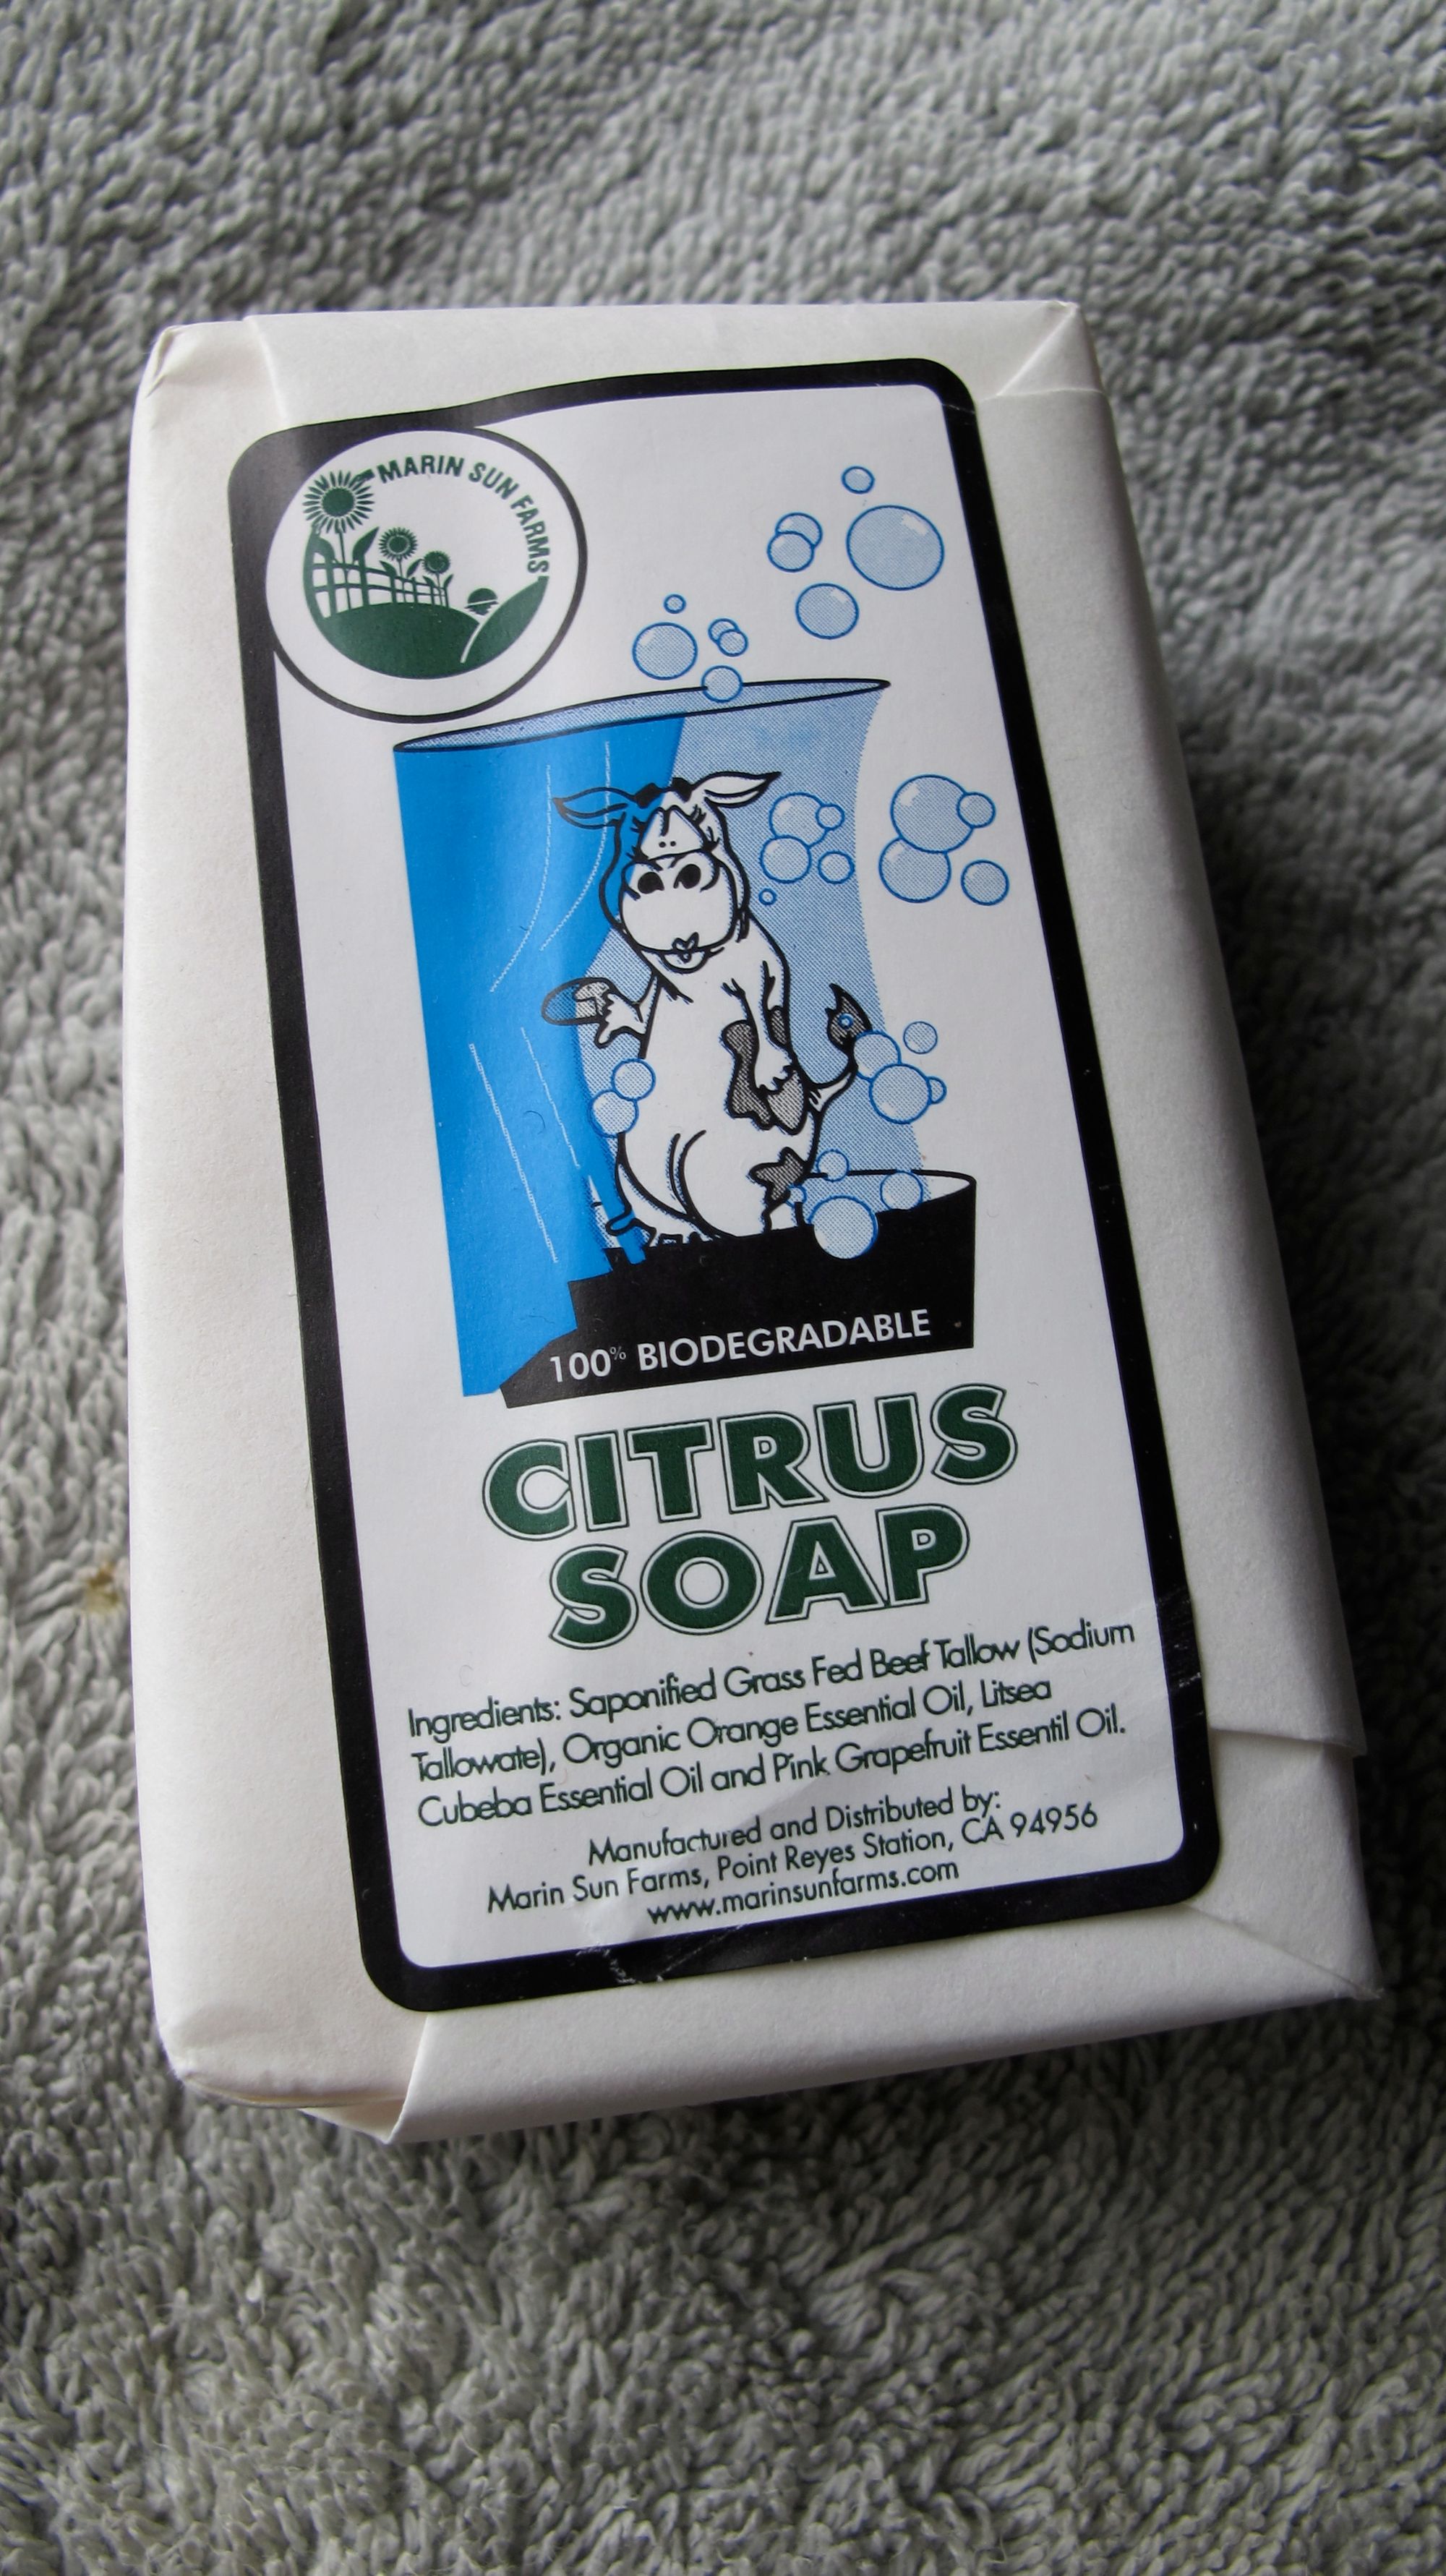 MARIN SUN FARMS
100% BIODEGRADABLE
CITRUS
SOAP
Ingredients: Saponified Grass Fed Beef Tallow (Sodium
Tallowate), Organic Orange Essential Oil, Litsea
Cubeba Essential Oil and Pink Grapefruit Essentil Oil.
Manufactured and Distributed by:
Marin Sun Farms, Point Reyes Station, CA 94956
www.marinsunfarms.com